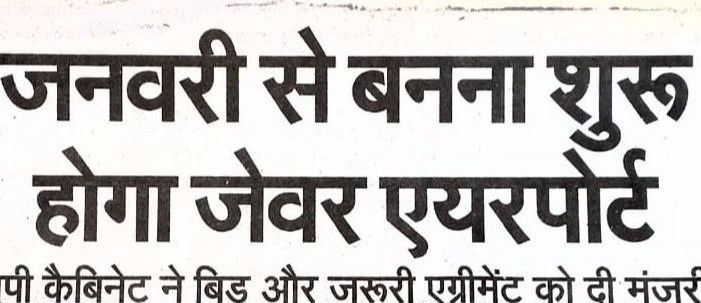 जनवरी से बनना शुरू
होगा जेवर एयरपोर्ट
पी कैबिनेट ने बिड और जरूरी एग्रीमेंट को दी मंजूरी